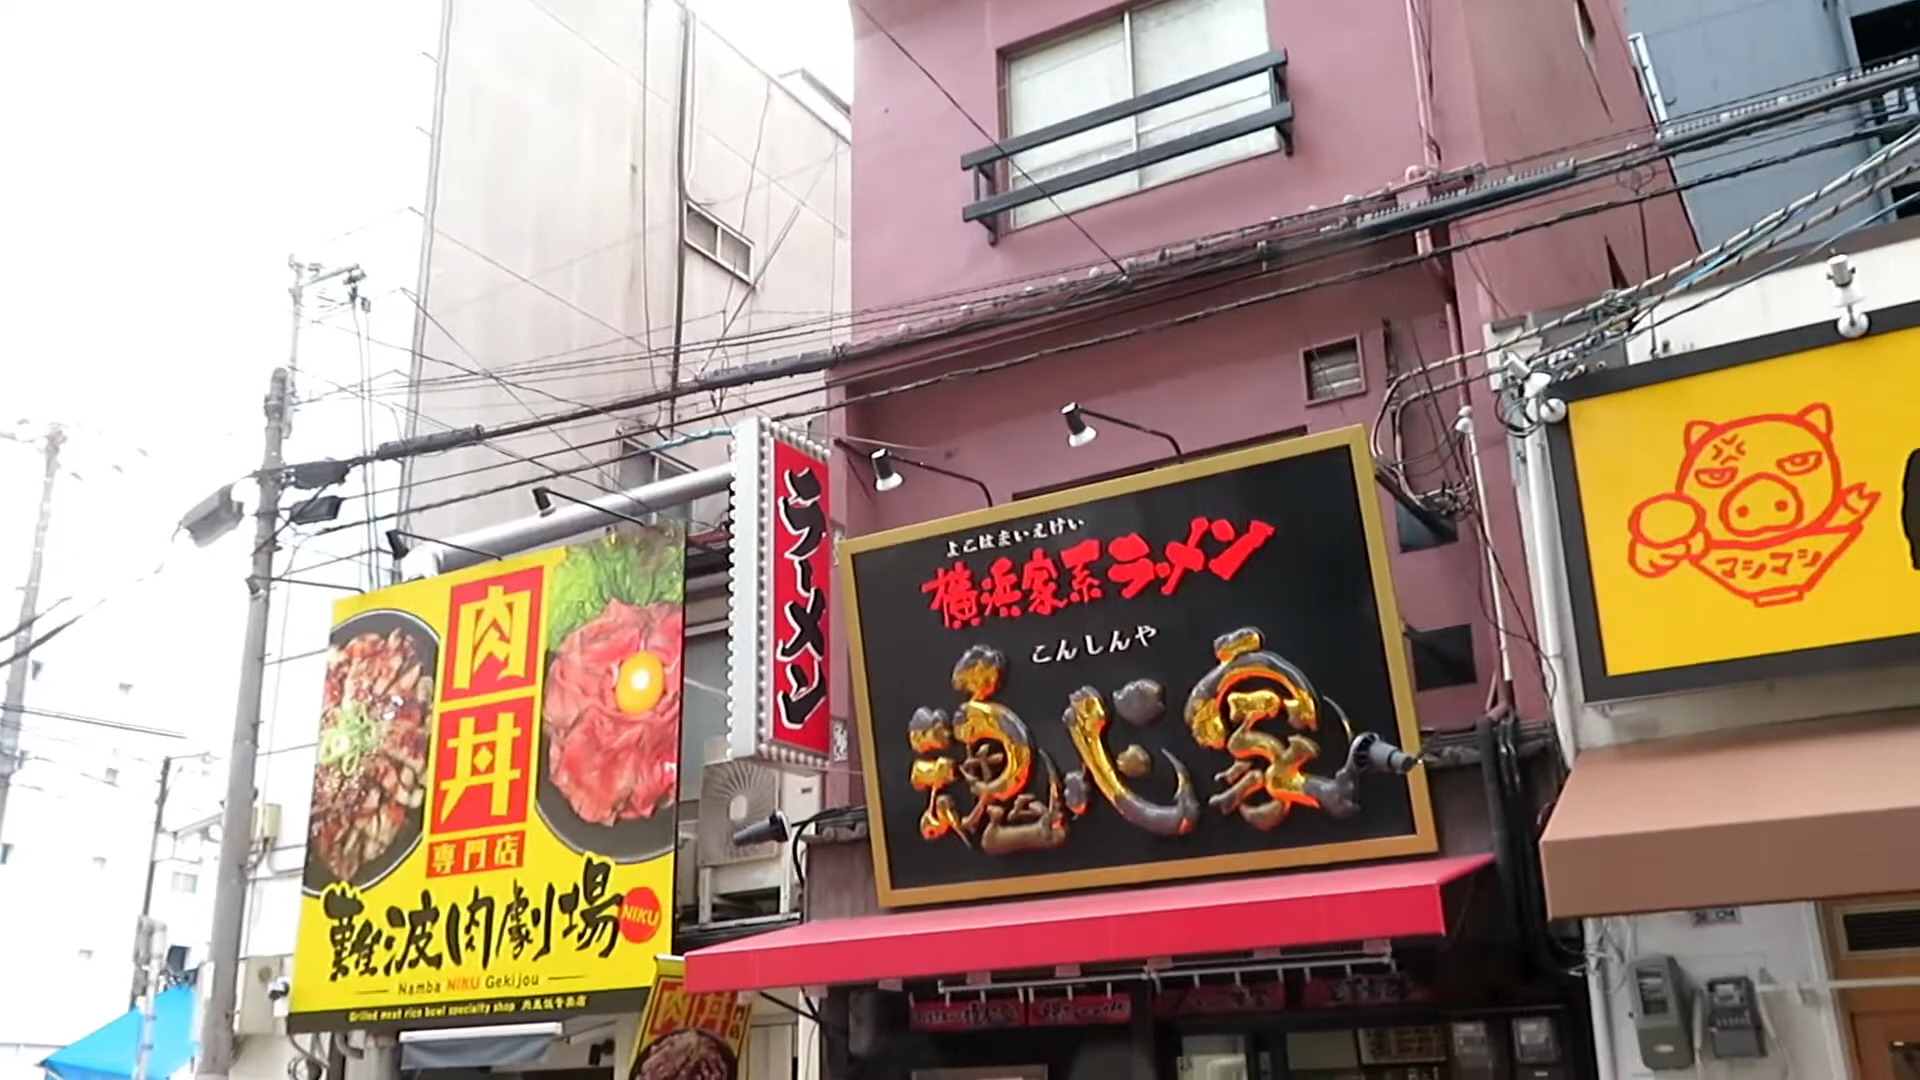 肉丼
専門店
難波肉劇場
NIKU
Namba NIKU Gekijou
Grilled meat rice bowl specialty shop
肉丼
ラーメン
よこはまいえけい
横浜家系ラーメン
こんしんや
魂心家
マシマシ